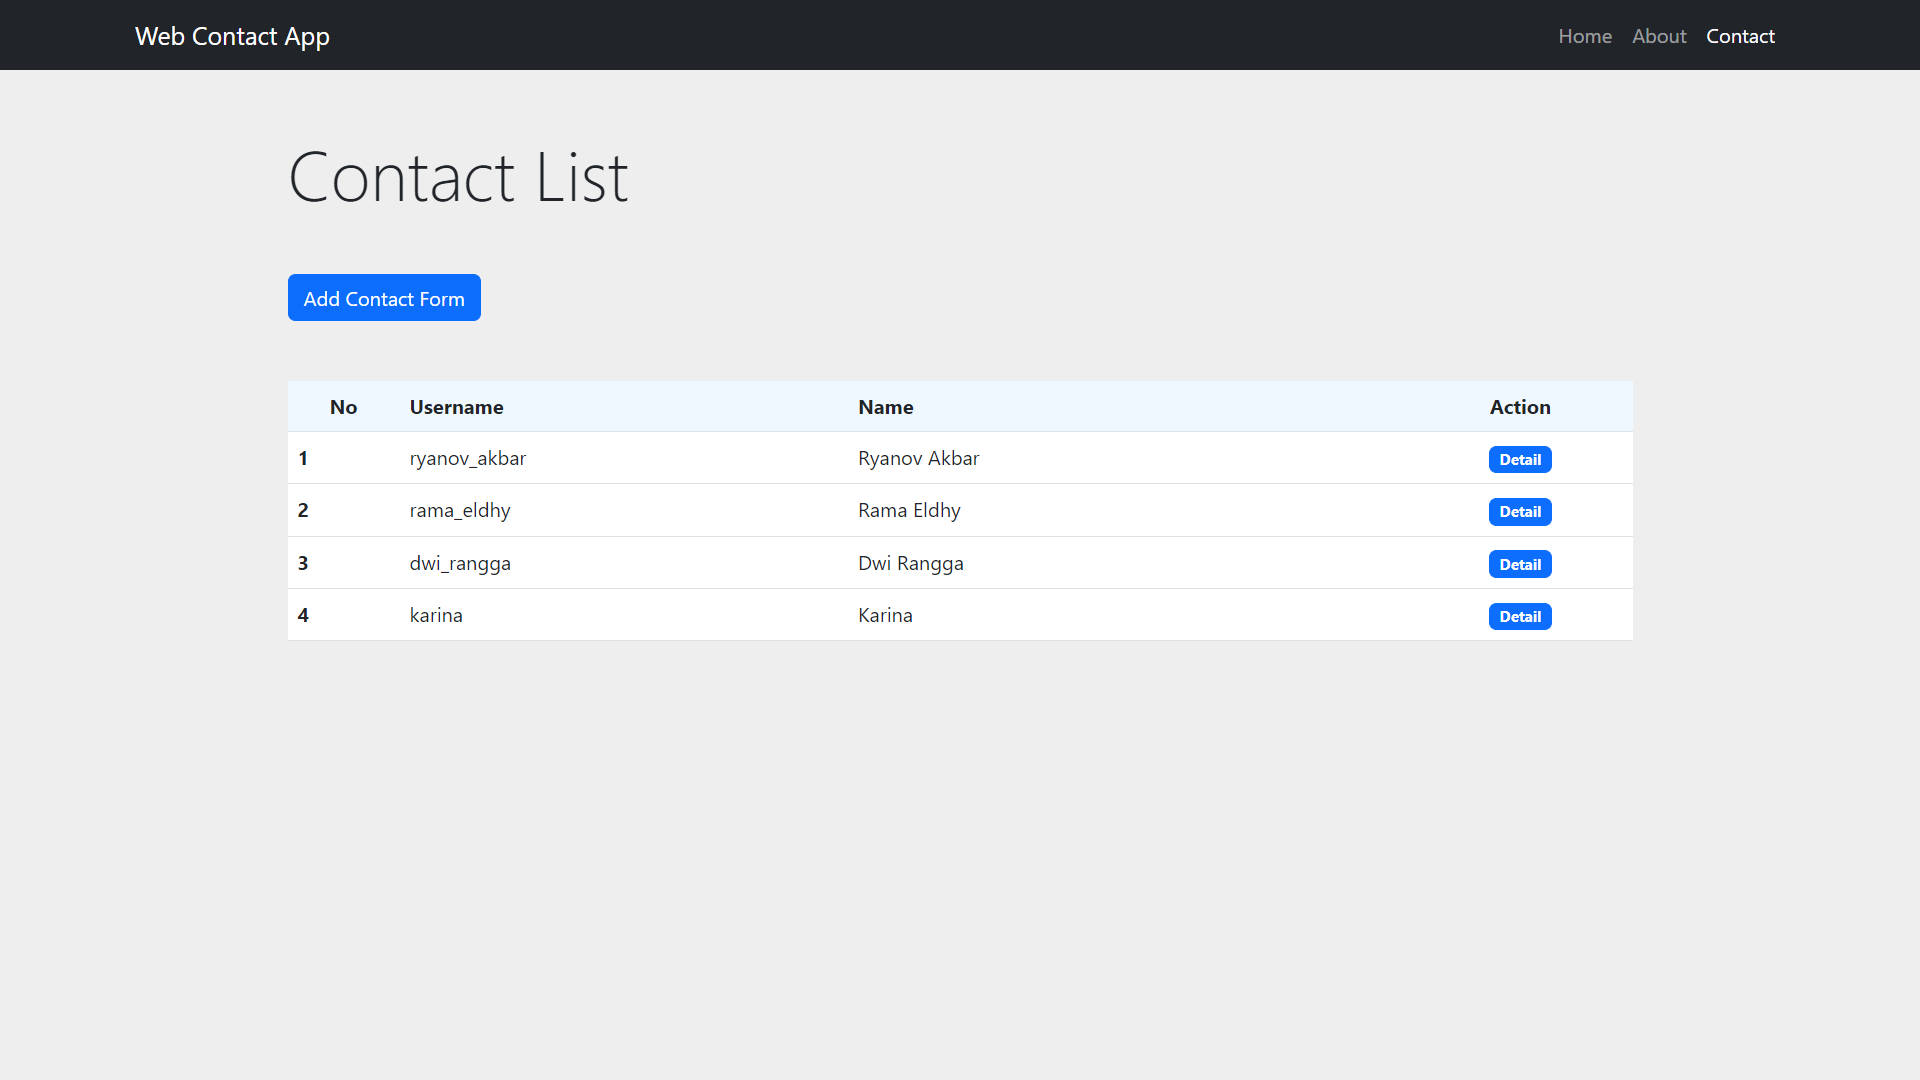 Web Contact App Home About Contact
Contact List
Add Contact Form
No Username Name Action
1 ryanov_akbar Ryanov Akbar Detail
2 rama_eldhy Rama Eldhy Detail
3 dwi_rangga Dwi Rangga Detail
4 karina Karina Detail